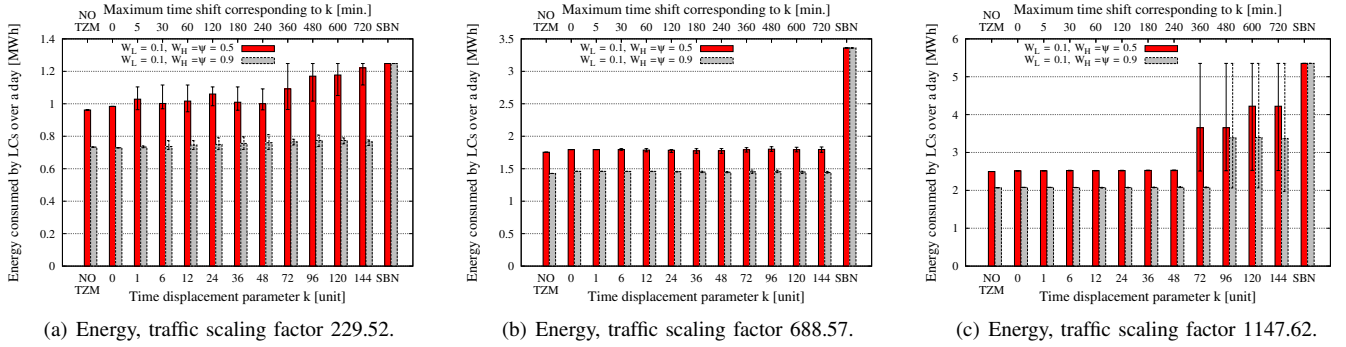 Maximum time shift corresponding to k [min.]
NO TZM 0 5 30 60 120 180 240 360 480 600 720 SBN
Energy consumed by LCs over a day [MWh]
1.4
1.2
1
0.8
0.6
0.4
0.2
0
W_L = 0.1, W_H =ψ = 0.5
W_L = 0.1, W_H =ψ = 0.9
NO TZM 0 1 6 12 24 36 48 72 96 120 144 SBN
Time displacement parameter k [unit]
(a) Energy, traffic scaling factor 229.52.
Maximum time shift corresponding to k [min.]
NO TZM 0 5 30 60 120 180 240 360 480 600 720 SBN
Energy consumed by LCs over a day [MWh]
3.5
3
2.5
2
1.5
1
0.5
0
W_L = 0.1, W_H =ψ = 0.5
W_L = 0.1, W_H =ψ = 0.9
NO TZM 0 1 6 12 24 36 48 72 96 120 144 SBN
Time displacement parameter k [unit]
(b) Energy, traffic scaling factor 688.57.
Maximum time shift corresponding to k [min.]
NO TZM 0 5 30 60 120 180 240 360 480 600 720 SBN
Energy consumed by LCs over a day [MWh]
6
5
4
3
2
1
0
W_L = 0.1, W_H =ψ = 0.5
W_L = 0.1, W_H =ψ = 0.9
NO TZM 0 1 6 12 24 36 48 72 96 120 144 SBN
Time displacement parameter k [unit]
(c) Energy, traffic scaling factor 1147.62.